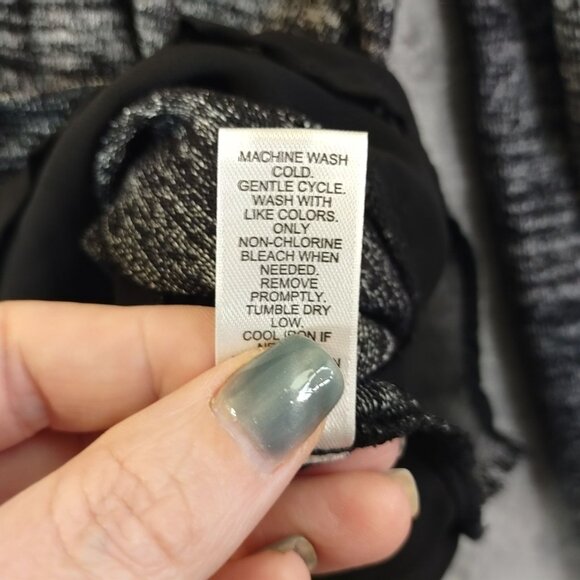 MACHINE WASH
COLD.
GENTLE CYCLE.
WASH WITH
LIKE COLORS.
ONLY
NON-CHLORINE
BLEACH WHEN
NEEDED.
REMOVE
PROMPTLY.
TUMBLE DRY
LOW.
COOL IRON IF